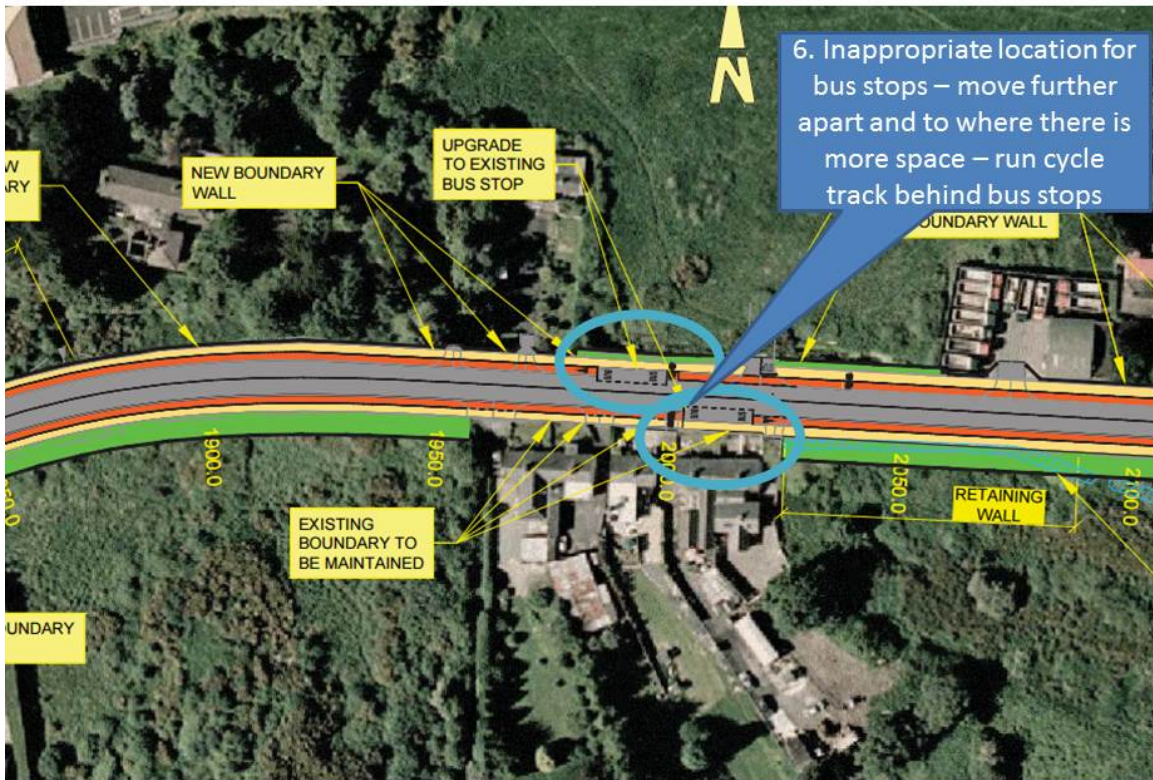 N
6. Inappropriate location for
bus stops – move further
apart and to where there is
more space – run cycle
track behind bus stops
UPGRADE
TO EXISTING
BUS STOP
NEW BOUNDARY
WALL
BOUNDARY WALL
BUS
BUS
1900.0
1950.0
2050.0
2100.0
EXISTING
BOUNDARY TO
BE MAINTAINED
RETAINING
WALL